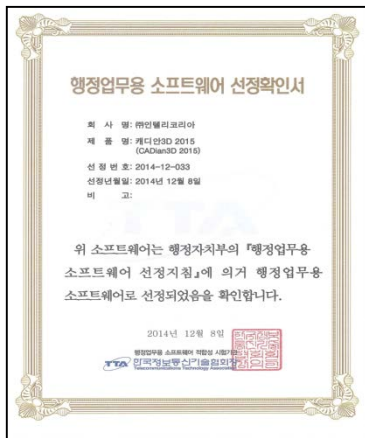 행정업무용 소프트웨어 선정확인서
회 사 명: ㈜인텔리코리아
제 품 명: 캐디안3D 2015
(CADian3D 2015)
선 정 번 호: 2014-12-033
선정년월일: 2014년 12월 8일
비 고:
위 소프트웨어는 행정자치부의 『행정업무용
소프트웨어 선정지침』에 의거 행정업무용
소프트웨어로 선정되었음을 확인합니다.
2014년 12월 8일
행정업무용 소프트웨어 적합성 시험기관
TTA 한국정보통신기술협회장
Telecommunications Technology Association